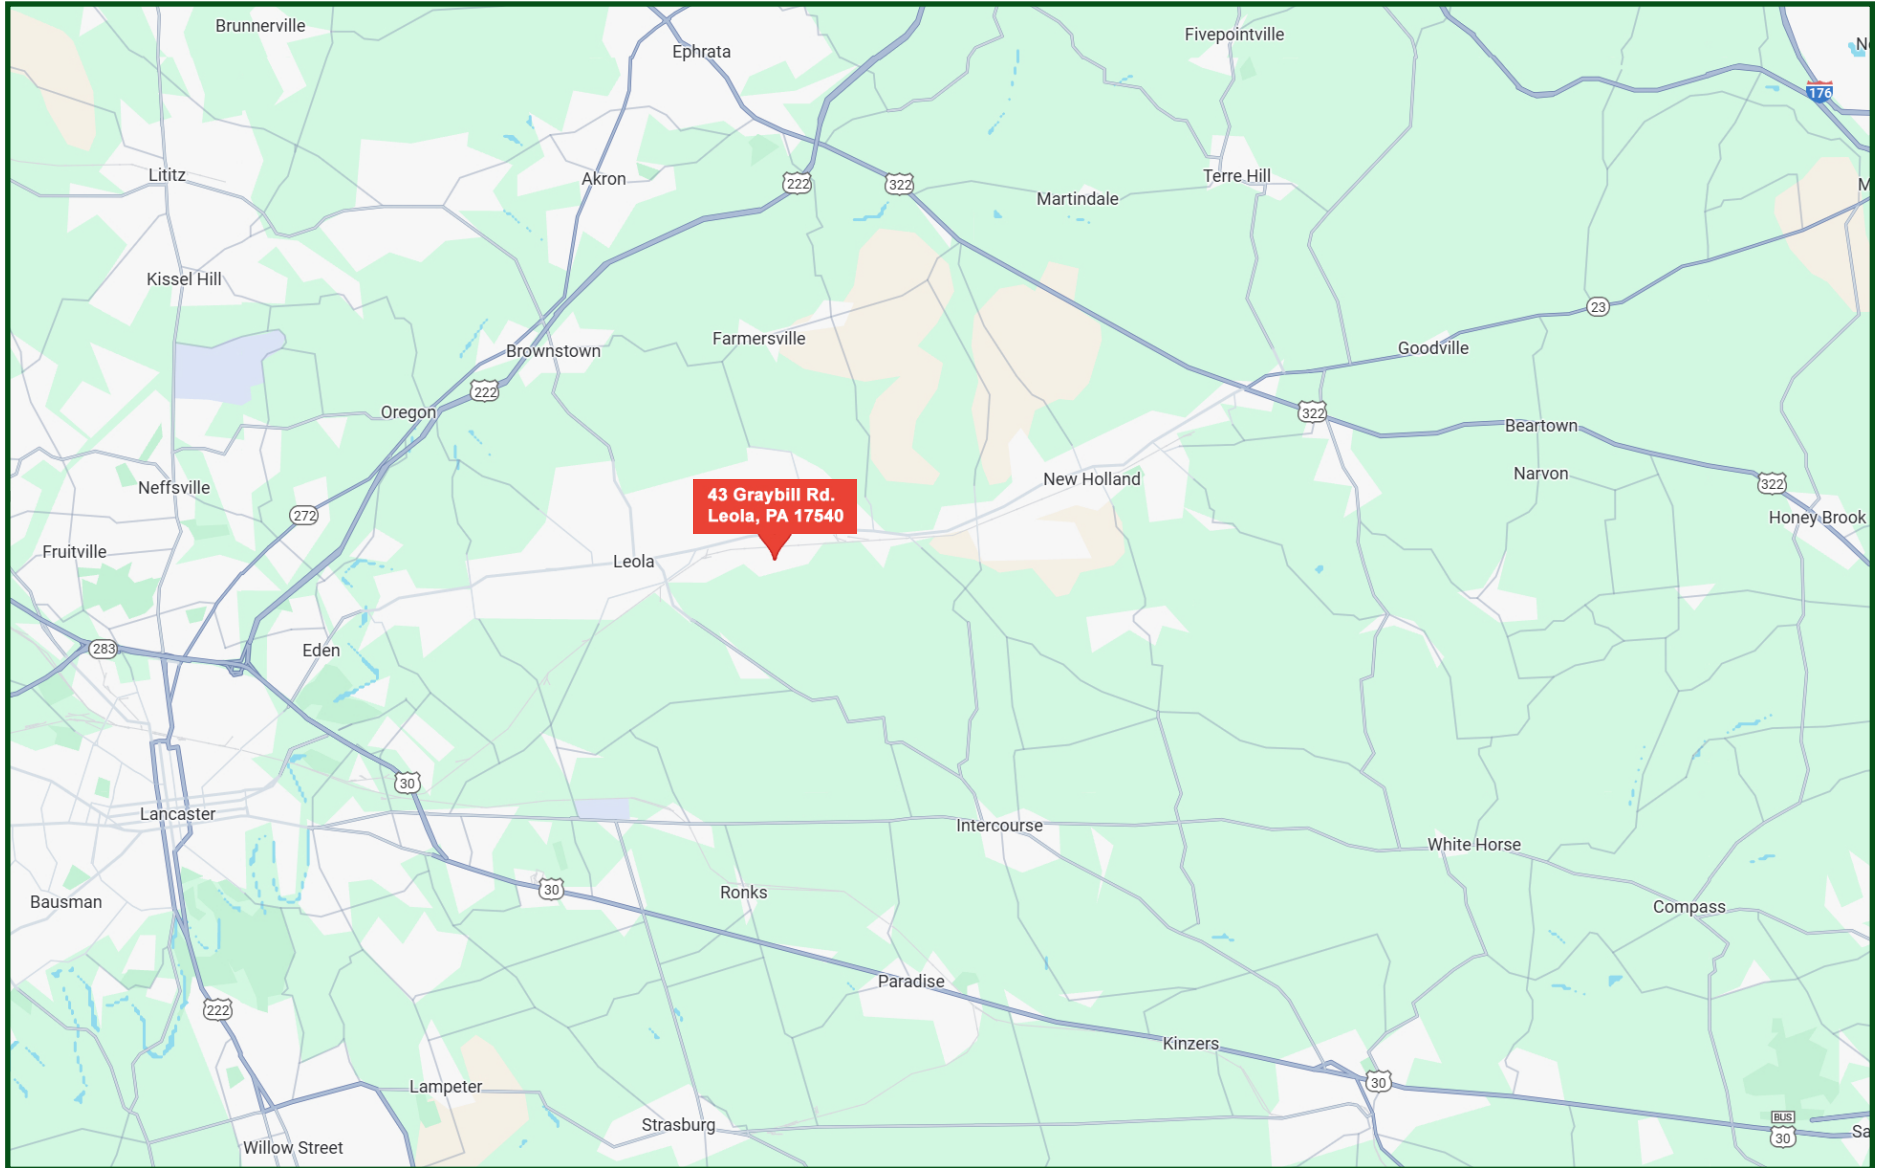 Brunnerville
Ephrata
Fivepointville
176
Lititz
Akron
222
322
Martindale
Terre Hill
Kissel Hill
23
Farmersville
Brownstown
Goodville
222
Oregon
322
Beartown
New Holland
Narvon
322
Neffsville
43 Graybill Rd.
Leola, PA 17540
272
Honey Brook
Fruitville
Leola
283
Eden
30
Lancaster
Intercourse
White Horse
30
Ronks
Bausman
Compass
Paradise
222
Kinzers
30
Lampeter
BUS
30
Strasburg
Willow Street